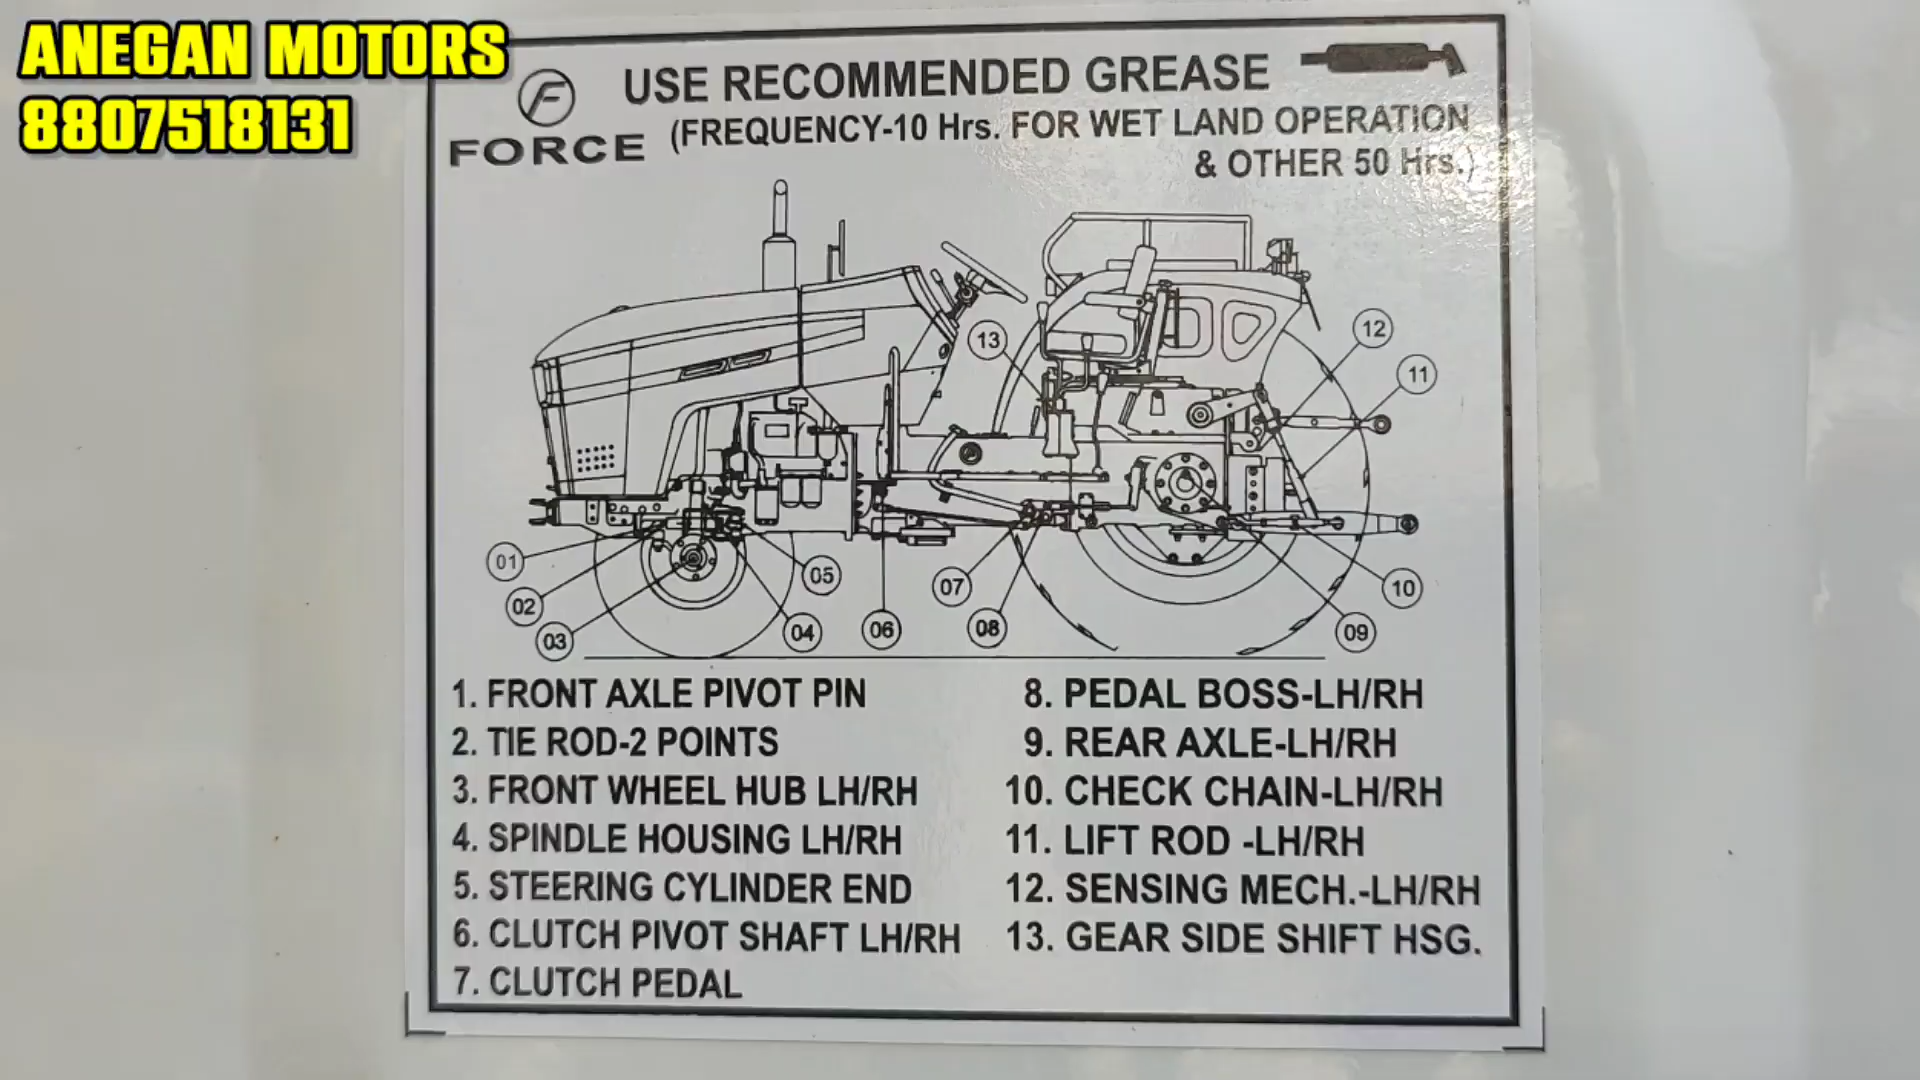 ANEGAN MOTORS
8807518131
FORCE
USE RECOMMENDED GREASE
(FREQUENCY-10 Hrs. FOR WET LAND OPERATION
& OTHER 50 Hrs.)
13
12
11
01
02
03
05
04
06
07
08
10
09
1. FRONT AXLE PIVOT PIN
2. TIE ROD-2 POINTS
3. FRONT WHEEL HUB LH/RH
4. SPINDLE HOUSING LH/RH
5. STEERING CYLINDER END
6. CLUTCH PIVOT SHAFT LH/RH
7. CLUTCH PEDAL
8. PEDAL BOSS-LH/RH
9. REAR AXLE-LH/RH
10. CHECK CHAIN-LH/RH
11. LIFT ROD -LH/RH
12. SENSING MECH.-LH/RH
13. GEAR SIDE SHIFT HSG.